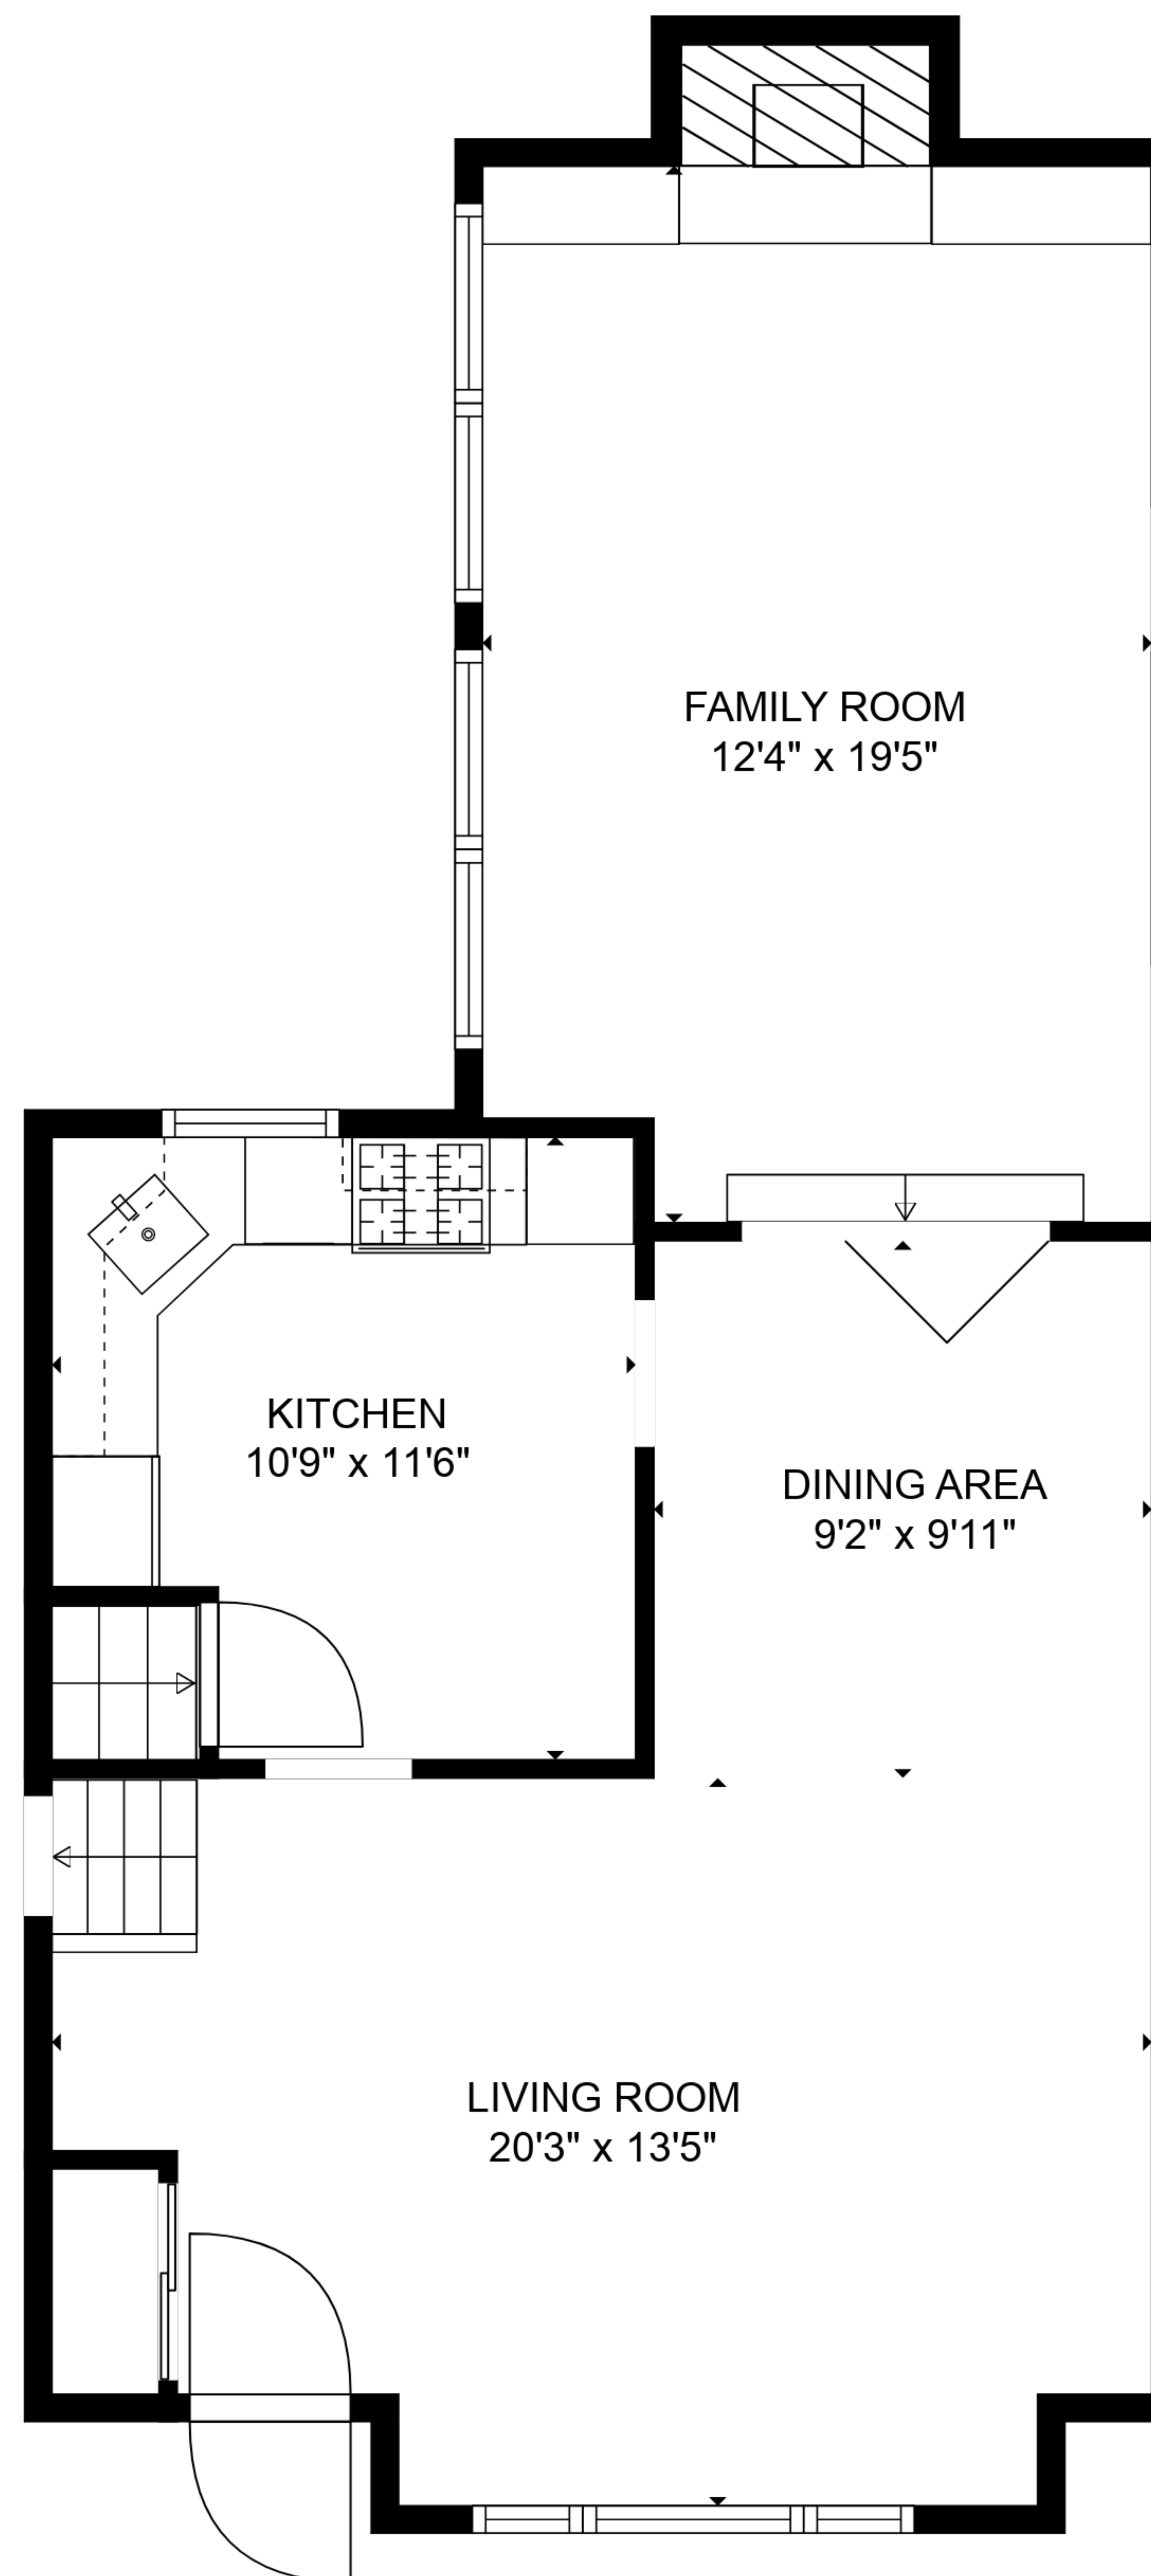 FAMILY ROOM
12'4" x 19'5"
KITCHEN
10'9" x 11'6"
DINING AREA
9'2" x 9'11"
LIVING ROOM
20'3" x 13'5"